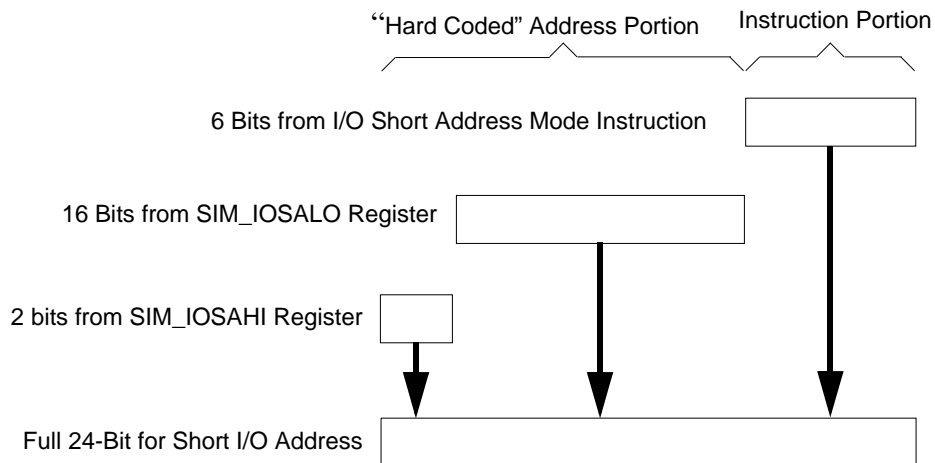 “Hard Coded” Address Portion
Instruction Portion
6 Bits from I/O Short Address Mode Instruction
16 Bits from SIM_IOSALO Register
2 bits from SIM_IOSAHI Register
Full 24-Bit for Short I/O Address